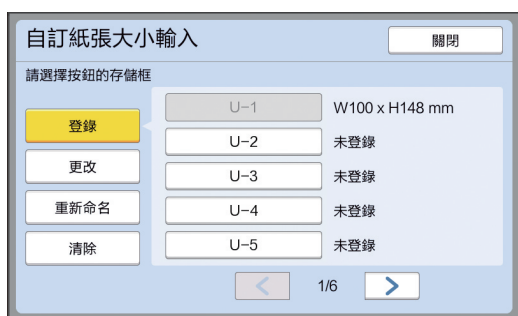 自訂紙張大小輸入
關閉
請選擇按鈕的存儲框
登錄
更改
重新命名
清除
U-1 W100 x H148 mm
U-2 未登錄
U-3 未登錄
U-4 未登錄
U-5 未登錄
1/6